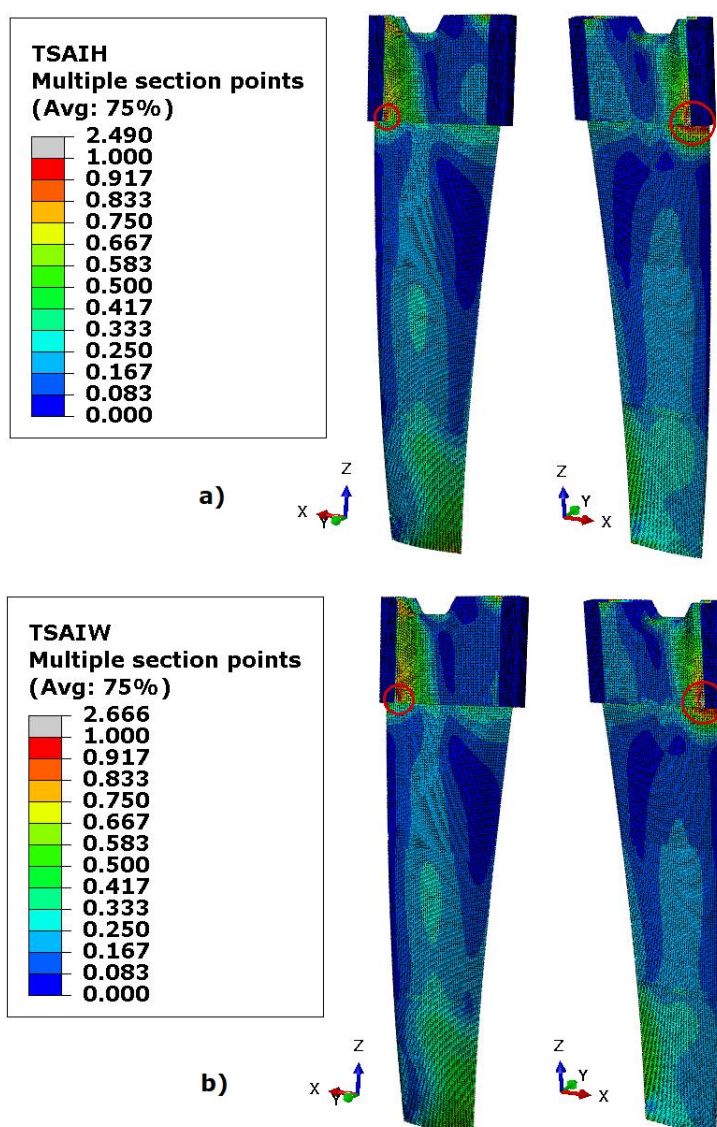 TSAIH
Multiple section points
(Avg: 75%)
2.490
1.000
0.917
0.833
0.750
0.667
0.583
0.500
0.417
0.333
0.250
0.167
0.083
0.000
a)
Z
X
Y
Z
Y
X
TSAIW
Multiple section points
(Avg: 75%)
2.666
1.000
0.917
0.833
0.750
0.667
0.583
0.500
0.417
0.333
0.250
0.167
0.083
0.000
b)
Z
X
Y
Z
Y
X